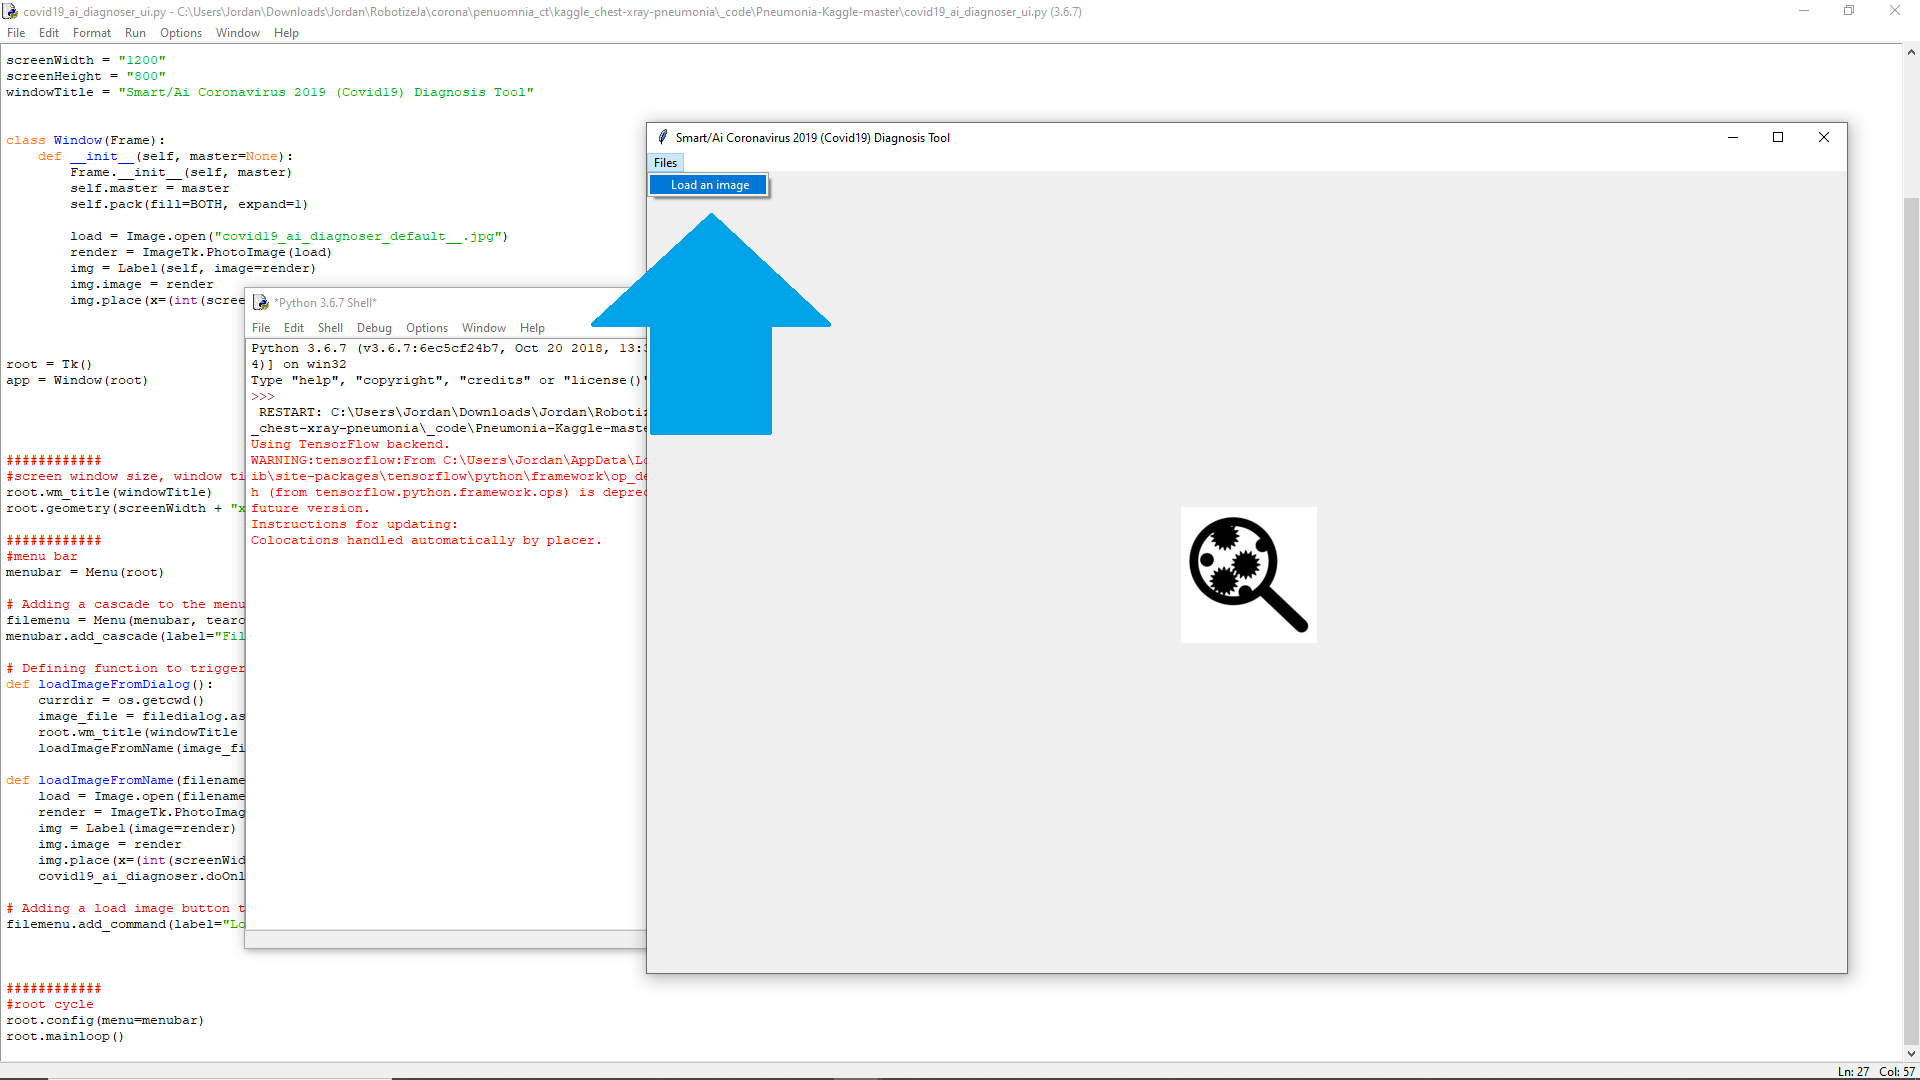 covid19_ai_diagnoser_ui.py - C:\Users\Jordan\Downloads\Jordan\RobotizeJa\corona\penuomnia_ct\kaggle_chest-xray-pneumonia\_code\Pneumonia-Kaggle-master\covid19_ai_diagnoser_ui.py (3.6.7)
File Edit Format Run Options Window Help
screenWidth = "1200"
screenHeight = "800"
windowTitle = "Smart/Ai Coronavirus 2019 (Covid19) Diagnosis Tool"
class Window(Frame):
    def __init__(self, master=None):
        Frame.__init__(self, master)
        self.master = master
        self.pack(fill=BOTH, expand=1)
        load = Image.open("covid19_ai_diagnoser_default__.jpg")
        render = ImageTk.PhotoImage(load)
        img = Label(self, image=render)
        img.image = render
        img.place(x=(int(scree
root = Tk()
app = Window(root)
############
#screen window size, window ti
root.wm_title(windowTitle)
root.geometry(screenWidth + "x
############
#menu bar
menubar = Menu(root)
# Adding a cascade to the menu
filemenu = Menu(menubar, tearo
menubar.add_cascade(label="Fil
# Defining function to trigger
def loadImageFromDialog():
    currdir = os.getcwd()
    image_file = filedialog.as
    root.wm_title(windowTitle
    loadImageFromName(image_fi
def loadImageFromName(filename
    load = Image.open(filename
    render = ImageTk.PhotoImag
    img = Label(image=render)
    img.image = render
    img.place(x=(int(screenWid
    covid19_ai_diagnoser.doOnl
# Adding a load image button t
filemenu.add_command(label="Lo
############
#root cycle
root.config(menu=menubar)
root.mainloop()
*Python 3.6.7 Shell*
File Edit Shell Debug Options Window Help
Python 3.6.7 (v3.6.7:6ec5cf24b7, Oct 20 2018, 13:
4)] on win32
Type "help", "copyright", "credits" or "license()"
>>>
 RESTART: C:\Users\Jordan\Downloads\Jordan\Roboti
_chest-xray-pneumonia\_code\Pneumonia-Kaggle-mast
Using TensorFlow backend.
WARNING:tensorflow:From C:\Users\Jordan\AppData\Lo
ib\site-packages\tensorflow\python\framework\op_de
h (from tensorflow.python.framework.ops) is deprec
future version.
Instructions for updating:
Colocations handled automatically by placer.
Smart/Ai Coronavirus 2019 (Covid19) Diagnosis Tool
Files
Load an image
Ln: 27 Col: 57